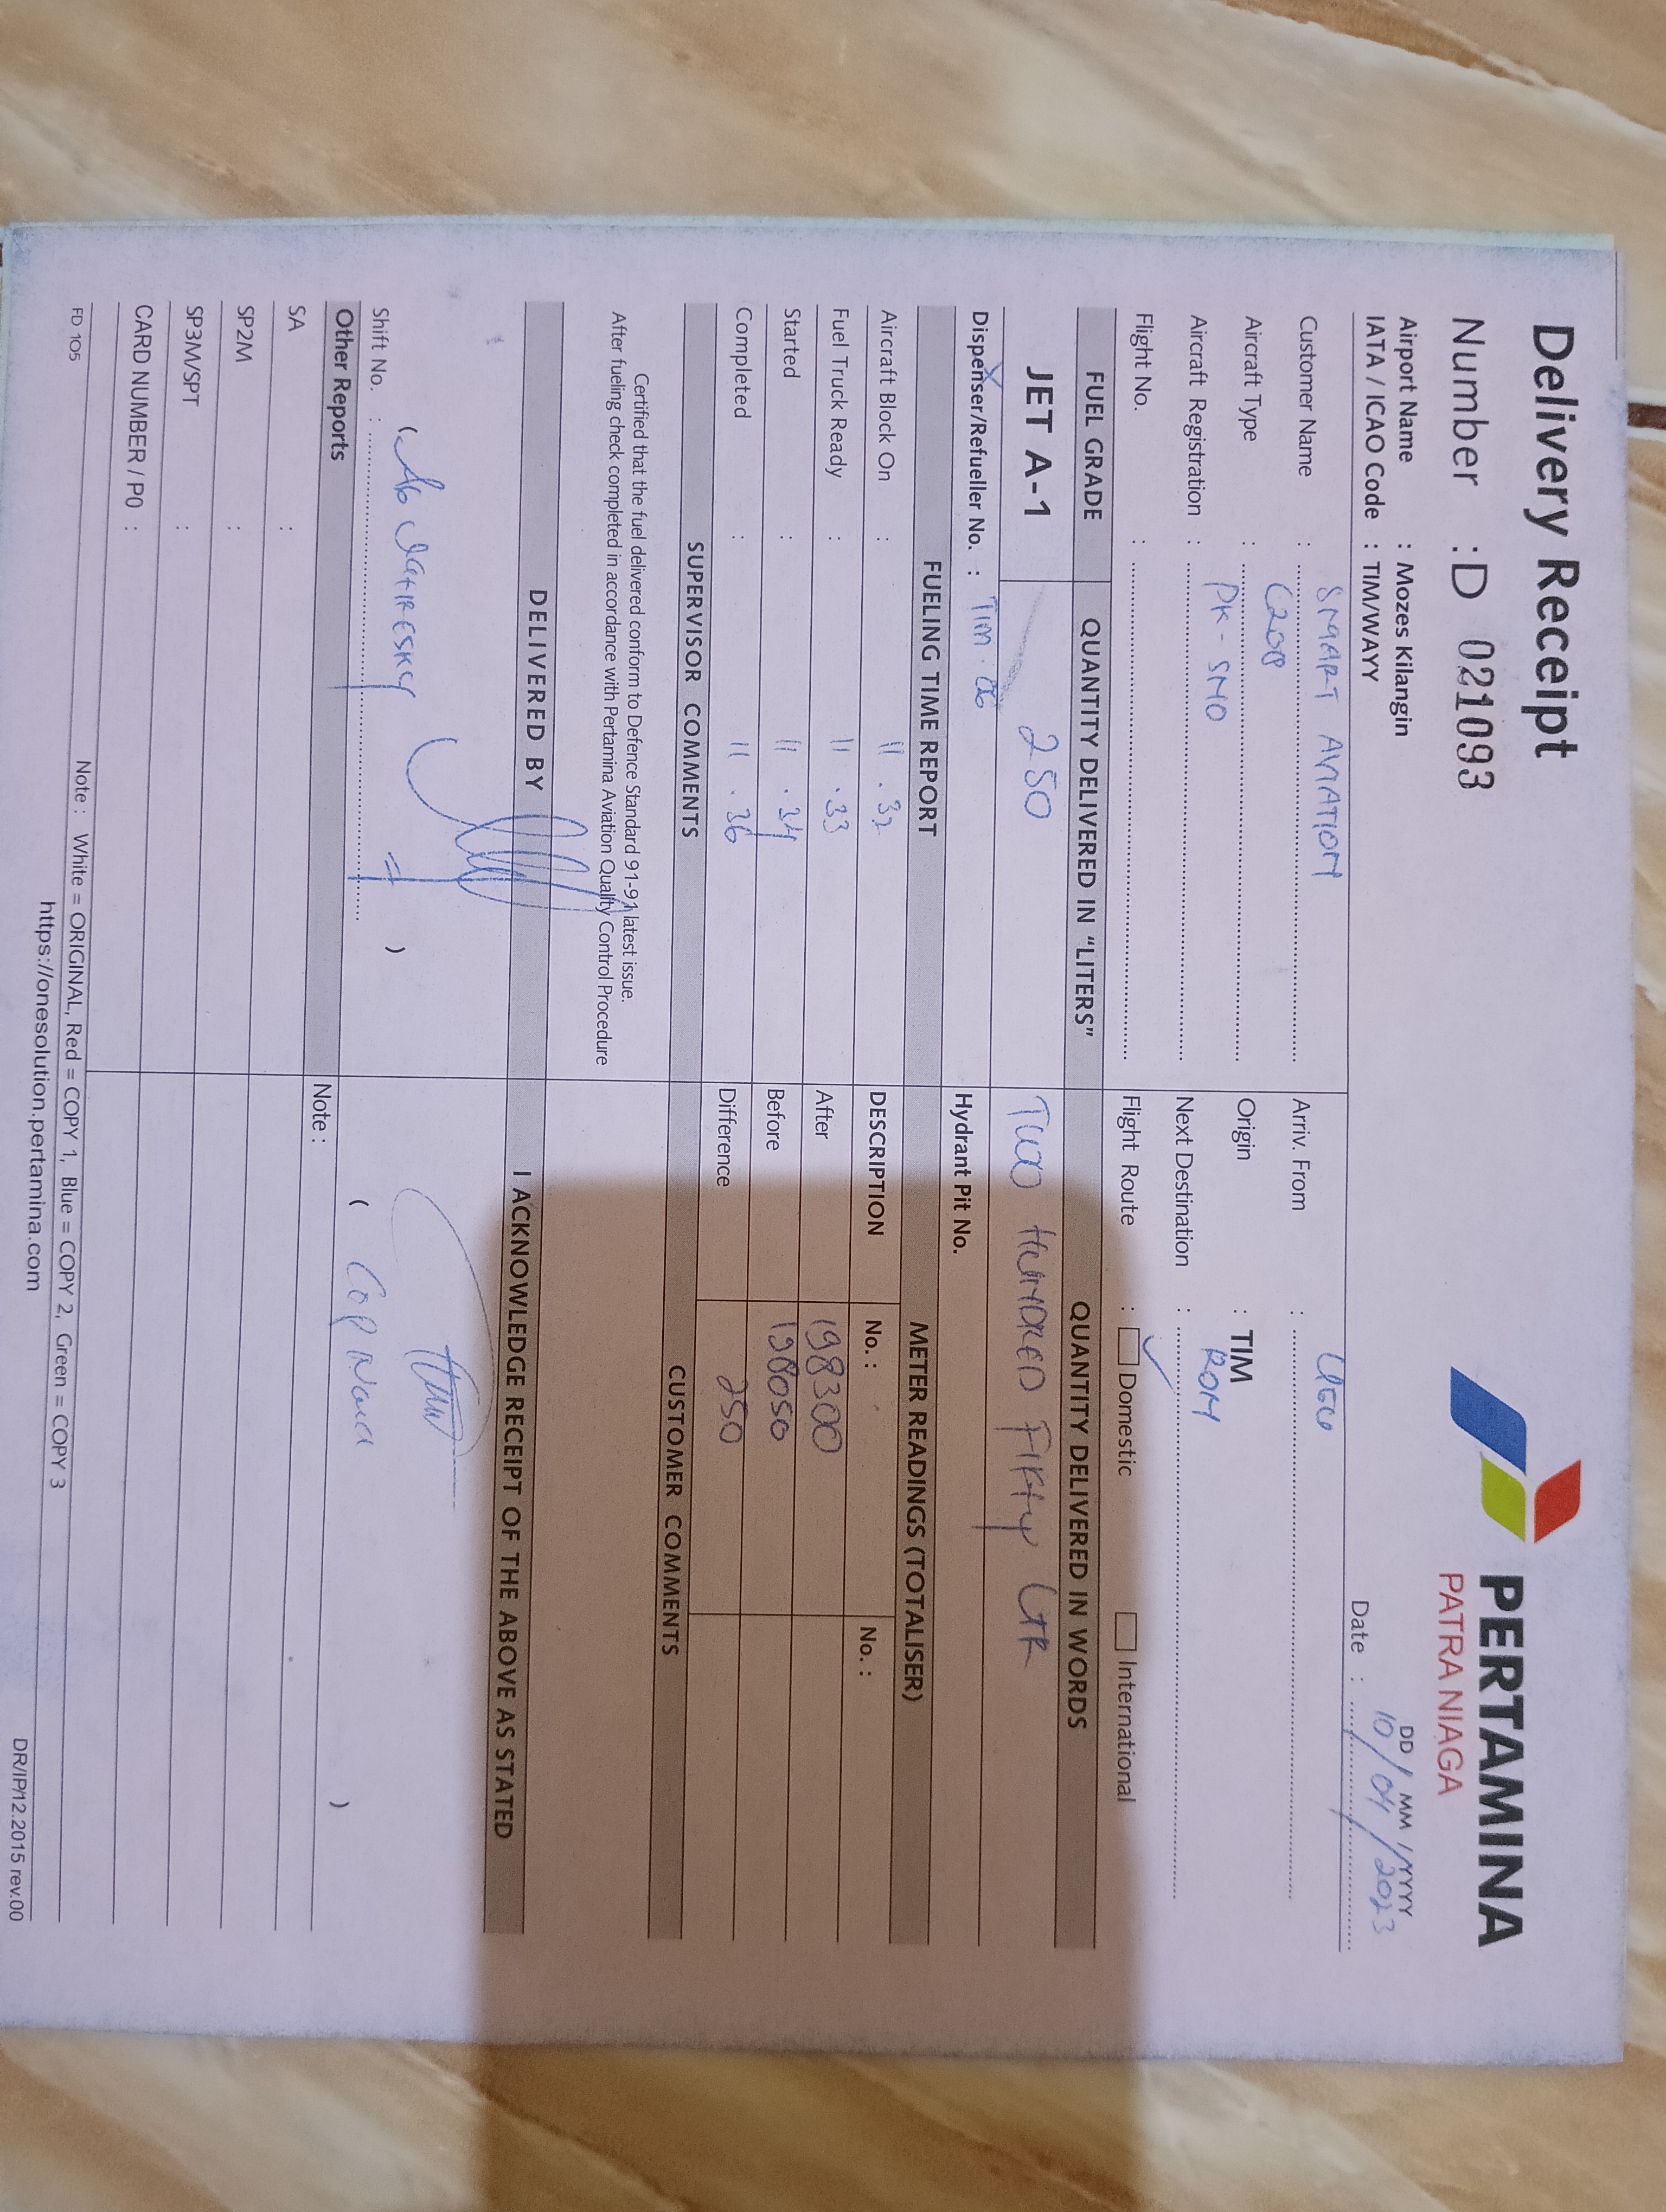 Delivery Receipt
Number : D 021093
PERTAMINA
PATRA NIAGA
Airport Name : Mozes Kilangin
IATA / ICAO Code : TIM/WAYY
DD / MM / YYYY
Date : 10/04/2023
Customer Name : SMART AVIATION
Aircraft Type : C208
Aircraft Registration : PK - SNO
Flight No. :
Arriv. From :
Origin : TIM
Next Destination : ROM
Flight Route : Domestic International
FUEL GRADE QUANTITY DELIVERED IN "LITERS" QUANTITY DELIVERED IN WORDS
JET A-1 250 TWO HUNDRED FIFTY LTR
Dispenser/Refueller No. : TIM . 06 Hydrant Pit No.
FUELING TIME REPORT METER READINGS (TOTALISER)
Aircraft Block On : 11 . 32 DESCRIPTION No. : No. :
Fuel Truck Ready : 11 . 33 After 198300
Started : 11 . 34 Before 198050
Completed : 11 . 36 Difference 250
SUPERVISOR COMMENTS CUSTOMER COMMENTS
Certified that the fuel delivered conform to Defence Standard 91-91 latest issue.
After fueling check completed in accordance with Pertamina Aviation Quality Control Procedure
DELIVERED BY I ACKNOWLEDGE RECEIPT OF THE ABOVE AS STATED
( )
( )
Shift No. :
Other Reports Note :
SA :
SP2M :
SP3M/SPT :
CARD NUMBER / P0 :
FD 105
Note : White = ORIGINAL, Red = COPY 1, Blue = COPY 2, Green = COPY 3
https://onesolution.pertamina.com
DR/IP/12.2015 rev.00